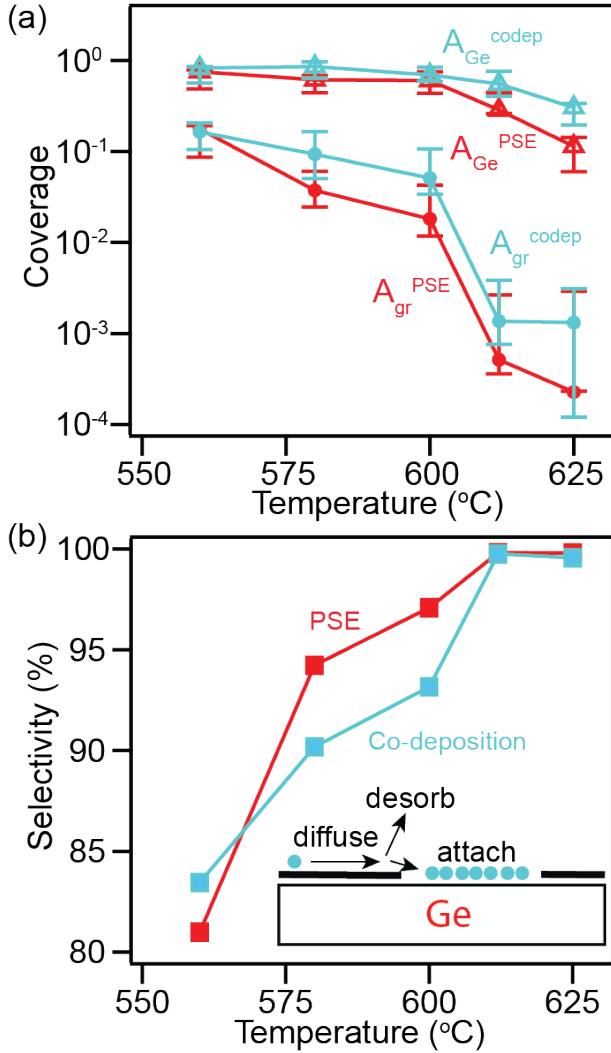 (a)
10⁰
10⁻¹
10⁻²
10⁻³
10⁻⁴
Coverage
A_Ge^codep
A_Ge^PSE
A_gr^codep
A_gr^PSE
550 575 600 625
Temperature (°C)
(b)
100
95
90
85
80
Selectivity (%)
PSE
Co-deposition
desorb
diffuse
attach
Ge
550 575 600 625
Temperature (°C)